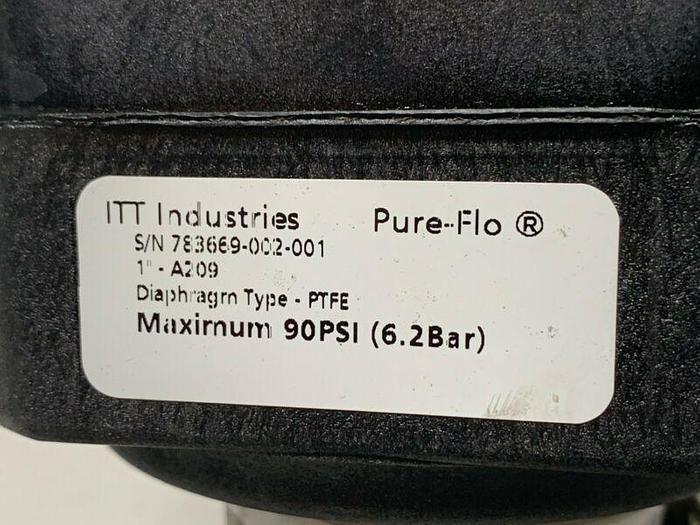 ITT Industries Pure-Flo ®
S/N 783669-002-001
1" - A209
Diaphragm Type - PTFE
Maximum 90PSI (6.2Bar)